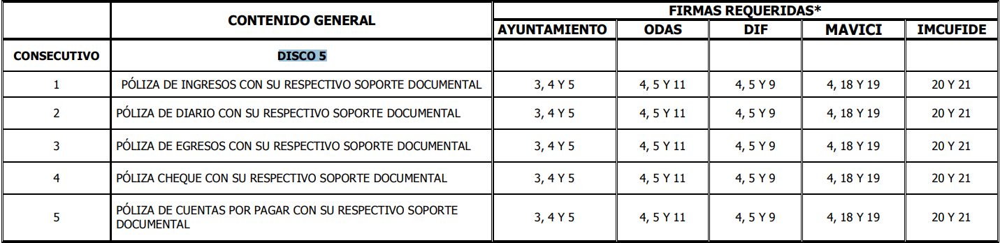 CONTENIDO GENERAL
FIRMAS REQUERIDAS*
AYUNTAMIENTO ODAS DIF MAVICI IMCUFIDE
CONSECUTIVO DISCO 5
1 PÓLIZA DE INGRESOS CON SU RESPECTIVO SOPORTE DOCUMENTAL 3, 4 Y 5 4, 5 Y 11 4, 5 Y 9 4, 18 Y 19 20 Y 21
2 PÓLIZA DE DIARIO CON SU RESPECTIVO SOPORTE DOCUMENTAL 3, 4 Y 5 4, 5 Y 11 4, 5 Y 9 4, 18 Y 19 20 Y 21
3 PÓLIZA DE EGRESOS CON SU RESPECTIVO SOPORTE DOCUMENTAL 3, 4 Y 5 4, 5 Y 11 4, 5 Y 9 4, 18 Y 19 20 Y 21
4 PÓLIZA CHEQUE CON SU RESPECTIVO SOPORTE DOCUMENTAL 3, 4 Y 5 4, 5 Y 11 4, 5 Y 9 4, 18 Y 19 20 Y 21
5 PÓLIZA DE CUENTAS POR PAGAR CON SU RESPECTIVO SOPORTE
DOCUMENTAL 3, 4 Y 5 4, 5 Y 11 4, 5 Y 9 4, 18 Y 19 20 Y 21